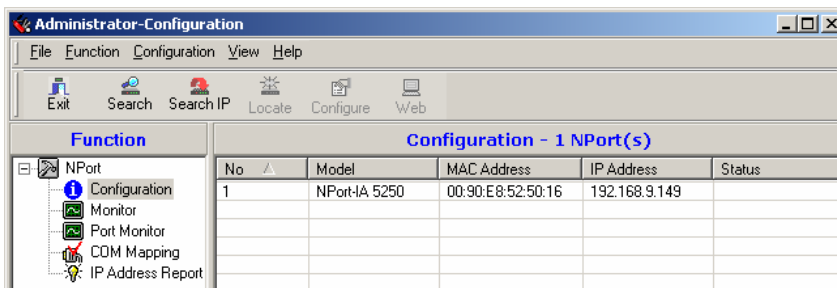 Administrator-Configuration
File Function Configuration View Help
Exit Search Search IP Locate Configure Web
Function
Configuration - 1 NPort(s)
NPort
Configuration
Monitor
Port Monitor
COM Mapping
IP Address Report
No Model MAC Address IP Address Status
1 NPort-IA 5250 00:90:E8:52:50:16 192.168.9.149